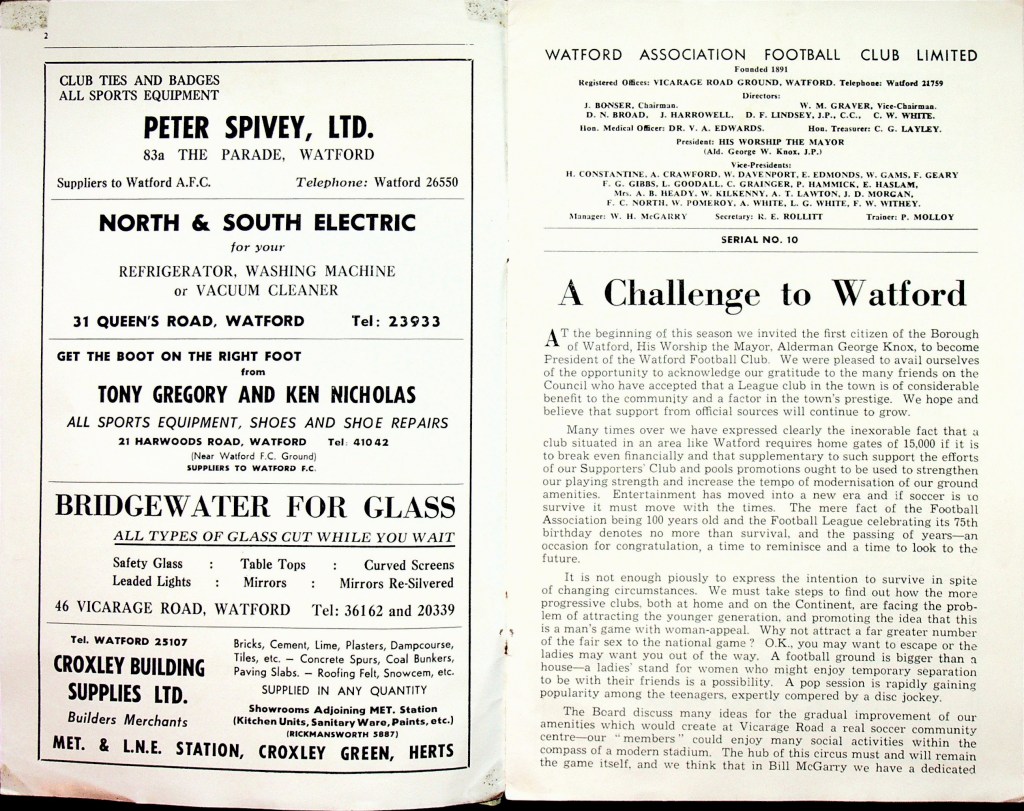 2
CLUB TIES AND BADGES
ALL SPORTS EQUIPMENT
PETER SPIVEY, LTD.
83a THE PARADE, WATFORD
Suppliers to Watford A.F.C. Telephone: Watford 26550
NORTH & SOUTH ELECTRIC
for your
REFRIGERATOR, WASHING MACHINE
or VACUUM CLEANER
31 QUEEN'S ROAD, WATFORD Tel: 23933
GET THE BOOT ON THE RIGHT FOOT
from
TONY GREGORY AND KEN NICHOLAS
ALL SPORTS EQUIPMENT, SHOES AND SHOE REPAIRS
21 HARWOODS ROAD, WATFORD Tel 41042
(Near Watford F.C. Ground)
SUPPLIERS TO WATFORD F.C.
BRIDGEWATER FOR GLASS
ALL TYPES OF GLASS CUT WHILE YOU WAIT
Safety Glass : Table Tops : Curved Screens
Leaded Lights : Mirrors : Mirrors Re-Silvered
46 VICARAGE ROAD, WATFORD Tel: 36162 and 20339
Tel. WATFORD 25107
CROXLEY BUILDING
SUPPLIES LTD.
Builders Merchants
Bricks, Cement, Lime, Plasters, Dampcourse,
Tiles, etc. — Concrete Spurs, Coal Bunkers,
Paving Slabs. — Roofing Felt, Snowcem, etc.
SUPPLIED IN ANY QUANTITY
Showrooms Adjoining MET. Station
(Kitchen Units, Sanitary Ware, Paints, etc.)
(RICKMANSWORTH 5887)
MET. & L.N.E. STATION, CROXLEY GREEN, HERTS
WATFORD ASSOCIATION FOOTBALL CLUB LIMITED
Founded 1891
Registered Offices: VICARAGE ROAD GROUND, WATFORD. Telephone: Watford 21759
Directors:
J. BONSER, Chairman. W. M. GRAVER, Vice-Chairman.
D. N. BROAD, J. HARROWELL, D. F. LINDSEY, J.P., C.C., C. W. WHITE.
Hon. Medical Officer: DR. V. A. EDWARDS. Hon. Treasurer: C. G. LAYLEY.
President: HIS WORSHIP THE MAYOR
(Ald. George W. Knox, J.P.)
Vice-Presidents:
H. CONSTANTINE, A. CRAWFORD, W. DAVENPORT, E. EDMONDS, W. GAMS, F. GEARY
F. G. GIBBS, L. GOODALL, C. GRAINGER, P. HAMMICK, E. HASLAM,
Mrs. A. B. HEADY, W. KILKENNY, A. T. LAWTON, J. D. MORGAN,
F. C. NORTH, W. POMEROY, A. WHITE, L. G. WHITE, F. W. WITHEY.
Manager: W. H. McGARRY Secretary: R. E. ROLLITT Trainer: P. MOLLOY
SERIAL NO. 10
A Challenge to Watford
AT the beginning of this season we invited the first citizen of the Borough
of Watford, His Worship the Mayor, Alderman George Knox, to become
President of the Watford Football Club. We were pleased to avail ourselves
of the opportunity to acknowledge our gratitude to the many friends on the
Council who have accepted that a League club in the town is of considerable
benefit to the community and a factor in the town's prestige. We hope and
believe that support from official sources will continue to grow.
Many times over we have expressed clearly the inexorable fact that a
club situated in an area like Watford requires home gates of 15,000 if it is
to break even financially and that supplementary to such support the efforts
of our Supporters' Club and pools promotions ought to be used to strengthen
our playing strength and increase the tempo of modernisation of our ground
amenities. Entertainment has moved into a new era and if soccer is to
survive it must move with the times. The mere fact of the Football
Association being 100 years old and the Football League celebrating its 75th
birthday denotes no more than survival, and the passing of years—an
occasion for congratulation, a time to reminisce and a time to look to the
future.
It is not enough piously to express the intention to survive in spite
of changing circumstances. We must take steps to find out how the more
progressive clubs, both at home and on the Continent, are facing the prob-
lem of attracting the younger generation, and promoting the idea that this
is a man's game with woman-appeal. Why not attract a far greater number
of the fair sex to the national game? O.K., you may want to escape or the
ladies may want you out of the way. A football ground is bigger than a
house—a ladies' stand for women who might enjoy temporary separation
to be with their friends is a possibility. A pop session is rapidly gaining
popularity among the teenagers, expertly compered by a disc jockey.
The Board discuss many ideas for the gradual improvement of our
amenities which would create at Vicarage Road a real soccer community
centre—our "members" could enjoy many social activities within the
compass of a modern stadium. The hub of this circus must and will remain
the game itself, and we think that in Bill McGarry we have a dedicated